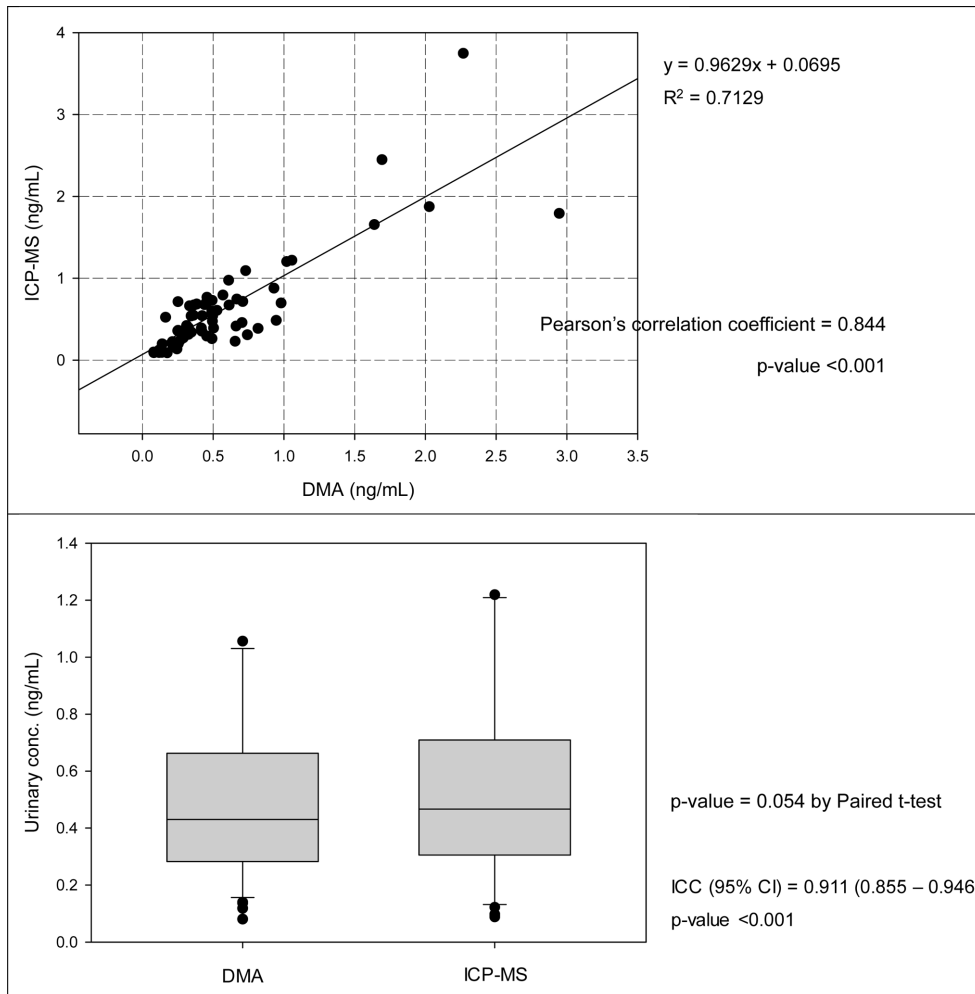 4
3
2
1
0
ICP-MS (ng/mL)
0.0 0.5 1.0 1.5 2.0 2.5 3.0 3.5
DMA (ng/mL)
y = 0.9629x + 0.0695
R² = 0.7129
Pearson's correlation coefficient = 0.844
p-value <0.001
1.4
1.2
1.0
0.8
0.6
0.4
0.2
0.0
Urinary conc. (ng/mL)
DMA ICP-MS
p-value = 0.054 by Paired t-test
ICC (95% CI) = 0.911 (0.855 – 0.946
p-value <0.001